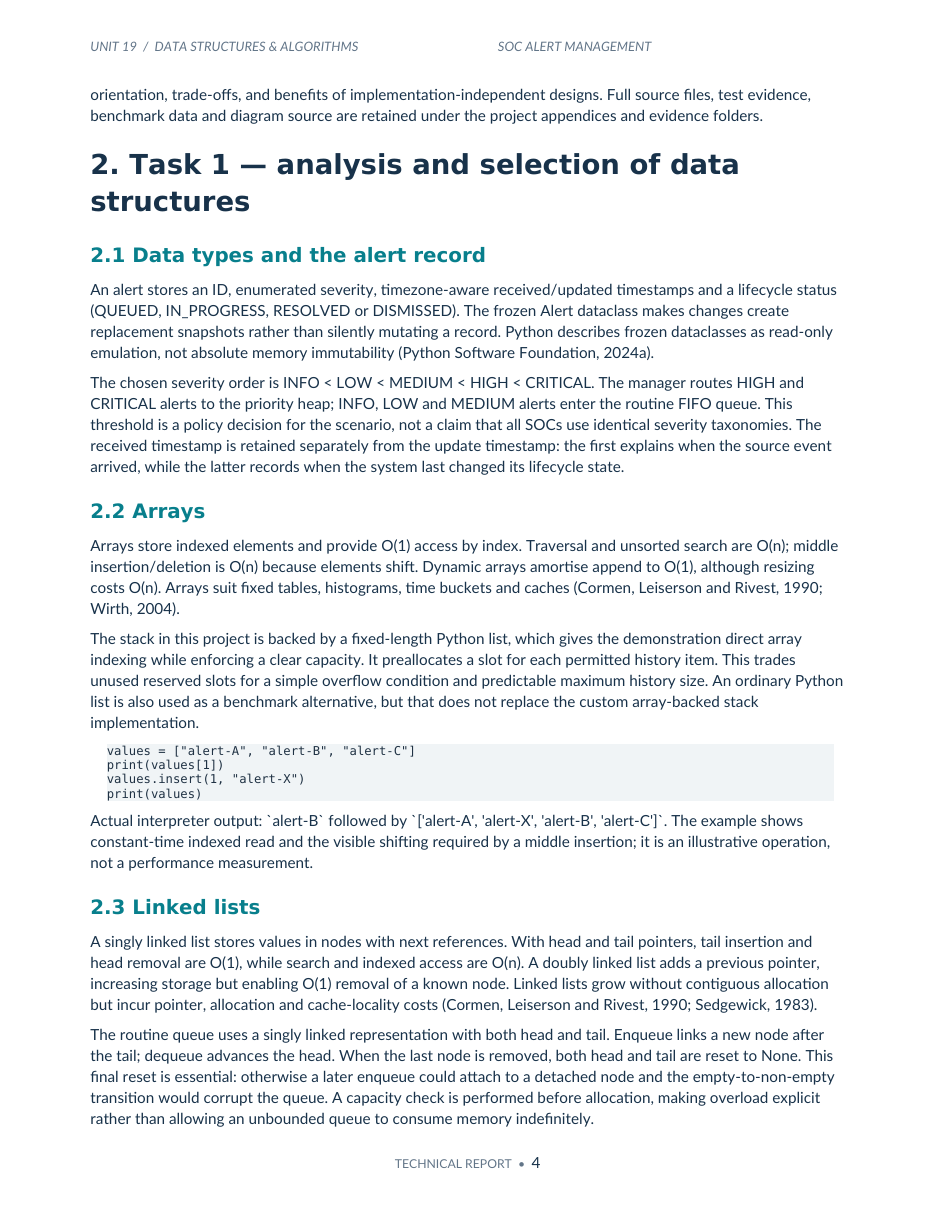 UNIT 19 / DATA STRUCTURES & ALGORITHMS SOC ALERT MANAGEMENT
orientation, trade-offs, and benefits of implementation-independent designs. Full source files, test evidence,
benchmark data and diagram source are retained under the project appendices and evidence folders.
2. Task 1 — analysis and selection of data
structures
2.1 Data types and the alert record
An alert stores an ID, enumerated severity, timezone-aware received/updated timestamps and a lifecycle status
(QUEUED, IN_PROGRESS, RESOLVED or DISMISSED). The frozen Alert dataclass makes changes create
replacement snapshots rather than silently mutating a record. Python describes frozen dataclasses as read-only
emulation, not absolute memory immutability (Python Software Foundation, 2024a).
The chosen severity order is INFO < LOW < MEDIUM < HIGH < CRITICAL. The manager routes HIGH and
CRITICAL alerts to the priority heap; INFO, LOW and MEDIUM alerts enter the routine FIFO queue. This
threshold is a policy decision for the scenario, not a claim that all SOCs use identical severity taxonomies. The
received timestamp is retained separately from the update timestamp: the first explains when the source event
arrived, while the latter records when the system last changed its lifecycle state.
2.2 Arrays
Arrays store indexed elements and provide O(1) access by index. Traversal and unsorted search are O(n); middle
insertion/deletion is O(n) because elements shift. Dynamic arrays amortise append to O(1), although resizing
costs O(n). Arrays suit fixed tables, histograms, time buckets and caches (Cormen, Leiserson and Rivest, 1990;
Wirth, 2004).
The stack in this project is backed by a fixed-length Python list, which gives the demonstration direct array
indexing while enforcing a clear capacity. It preallocates a slot for each permitted history item. This trades
unused reserved slots for a simple overflow condition and predictable maximum history size. An ordinary Python
list is also used as a benchmark alternative, but that does not replace the custom array-backed stack
implementation.
values = ["alert-A", "alert-B", "alert-C"]
print(values[1])
values.insert(1, "alert-X")
print(values)
Actual interpreter output: `alert-B` followed by `['alert-A', 'alert-X', 'alert-B', 'alert-C']`. The example shows
constant-time indexed read and the visible shifting required by a middle insertion; it is an illustrative operation,
not a performance measurement.
2.3 Linked lists
A singly linked list stores values in nodes with next references. With head and tail pointers, tail insertion and
head removal are O(1), while search and indexed access are O(n). A doubly linked list adds a previous pointer,
increasing storage but enabling O(1) removal of a known node. Linked lists grow without contiguous allocation
but incur pointer, allocation and cache-locality costs (Cormen, Leiserson and Rivest, 1990; Sedgewick, 1983).
The routine queue uses a singly linked representation with both head and tail. Enqueue links a new node after
the tail; dequeue advances the head. When the last node is removed, both head and tail are reset to None. This
final reset is essential: otherwise a later enqueue could attach to a detached node and the empty-to-non-empty
transition would corrupt the queue. A capacity check is performed before allocation, making overload explicit
rather than allowing an unbounded queue to consume memory indefinitely.
TECHNICAL REPORT • 4